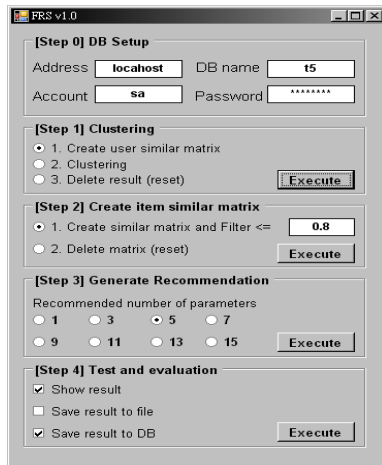 FRS v1.0
[Step 0] DB Setup
Address locahost DB name t5
Account sa Password ********
[Step 1] Clustering
1. Create user similar matrix
2. Clustering
3. Delete result (reset) Execute
[Step 2] Create item similar matrix
1. Create similar matrix and Filter <= 0.8
2. Delete matrix (reset) Execute
[Step 3] Generate Recommendation
Recommended number of parameters
1 3 5 7
9 11 13 15 Execute
[Step 4] Test and evaluation
Show result
Save result to file
Save result to DB Execute